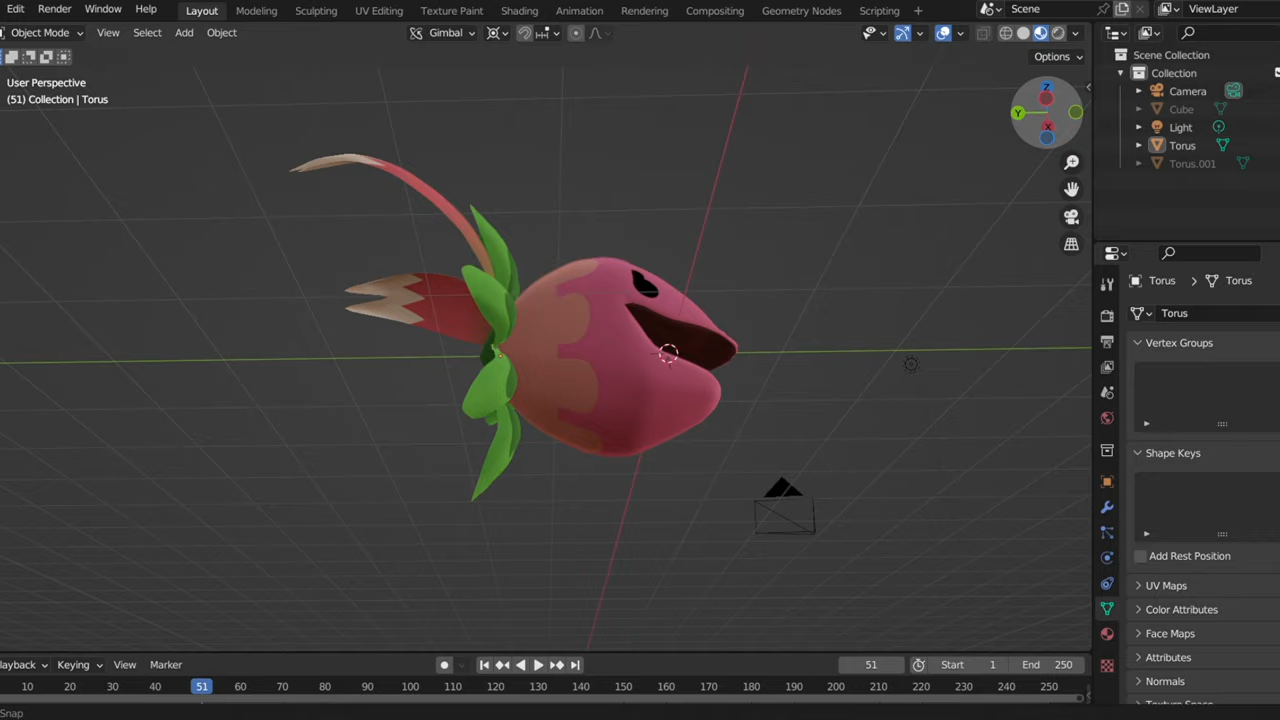 Edit Render Window Help Layout Modeling Sculpting UV Editing Texture Paint Shading Animation Rendering Compositing Geometry Nodes Scripting + Scene ViewLayer
Object Mode View Select Add Object Gimbal
Options
User Perspective
(51) Collection | Torus
Z
Y
X
Scene Collection
Collection
Camera
Cube
Light
Torus
Torus.001
Torus Torus
Torus
Vertex Groups
Shape Keys
Add Rest Position
UV Maps
Color Attributes
Face Maps
Attributes
Normals
Texture Space
layback Keying View Marker 51 Start 1 End 250
10 20 30 40 51 60 70 80 90 100 110 120 130 140 150 160 170 180 190 200 210 220 230 240 250
Snap